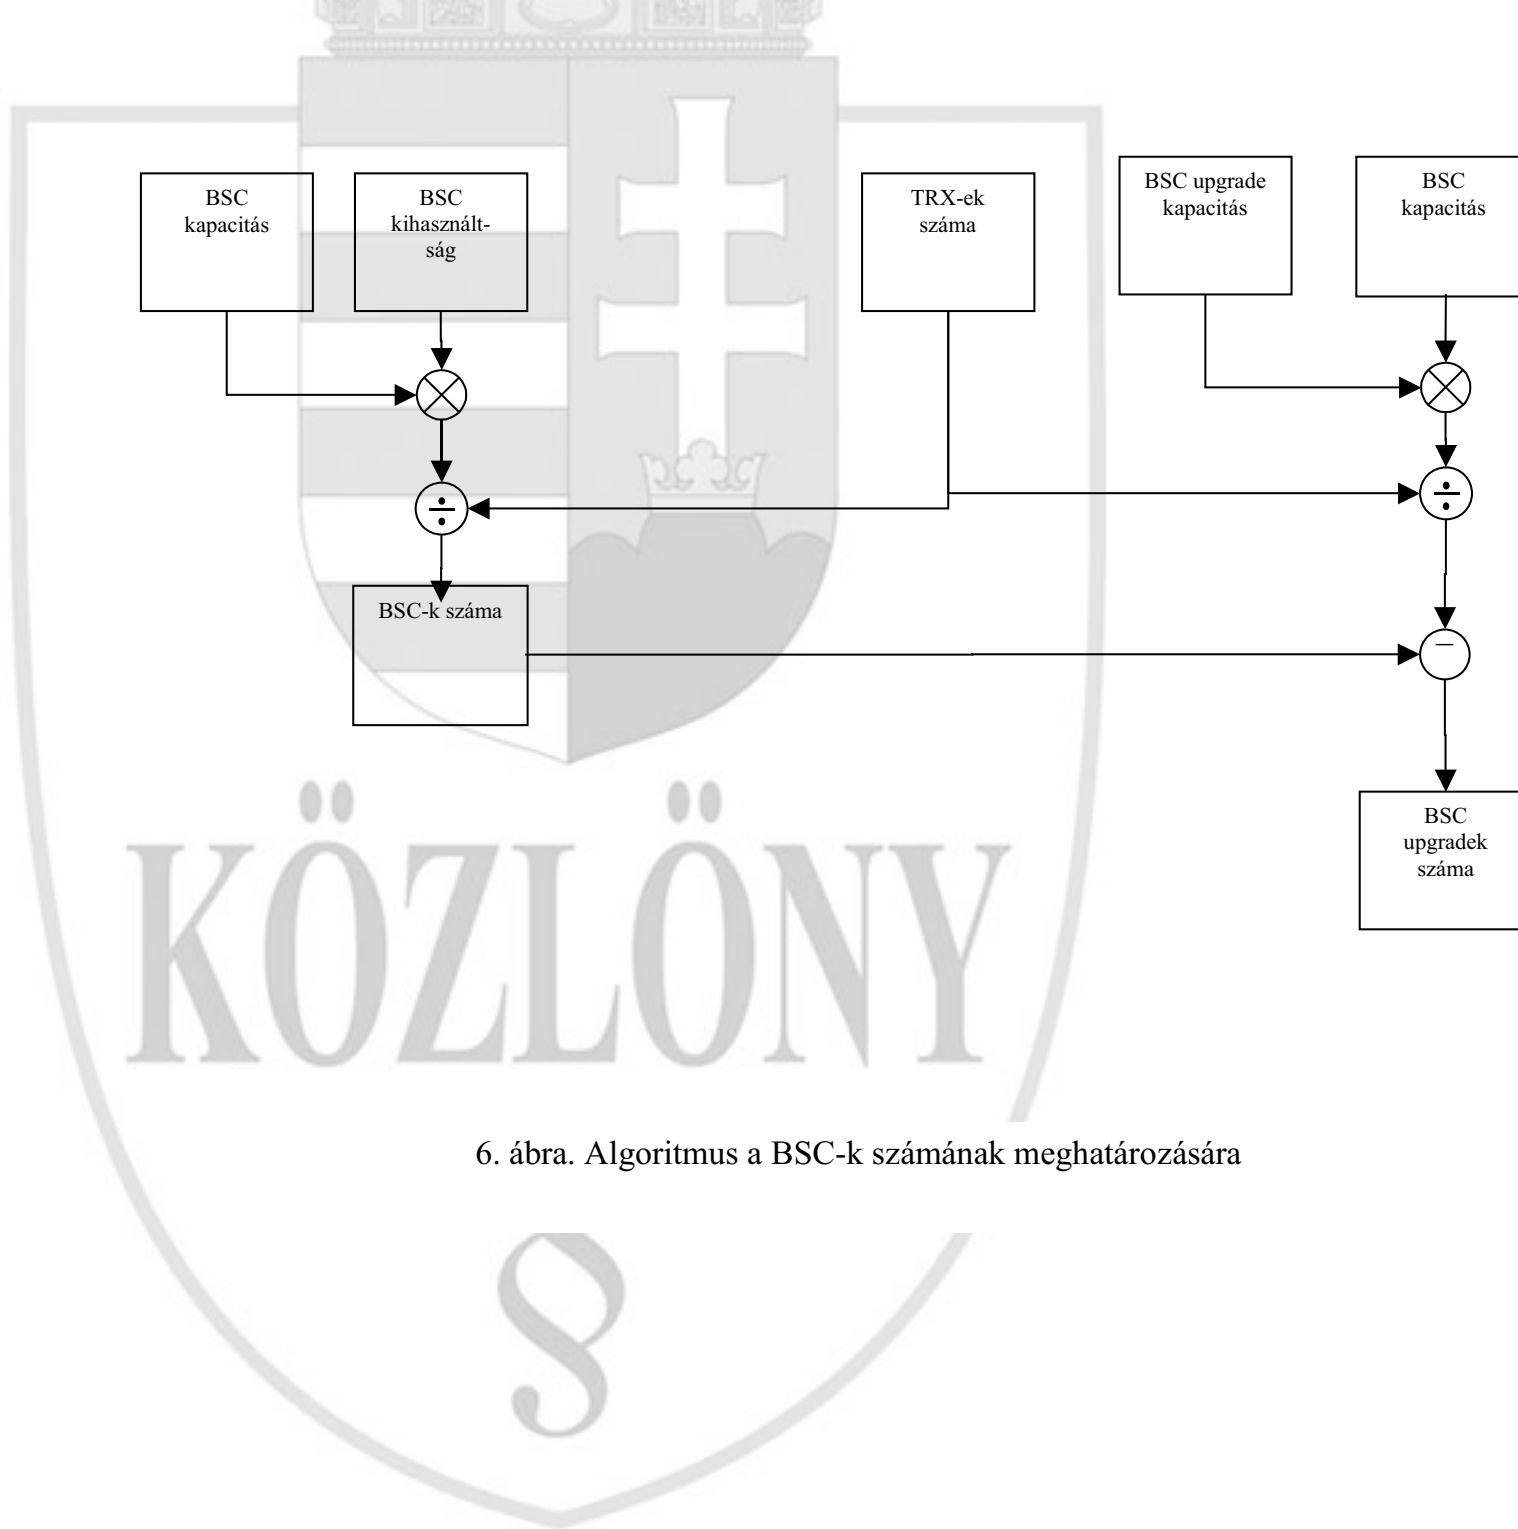 BSC
kapacitás
BSC
kihasznált-
ság
TRX-ek
száma
BSC upgrade
kapacitás
BSC
kapacitás
BSC-k száma
BSC
upgradek
száma
KÖZLÖNY
6. ábra. Algoritmus a BSC-k számának meghatározására
§